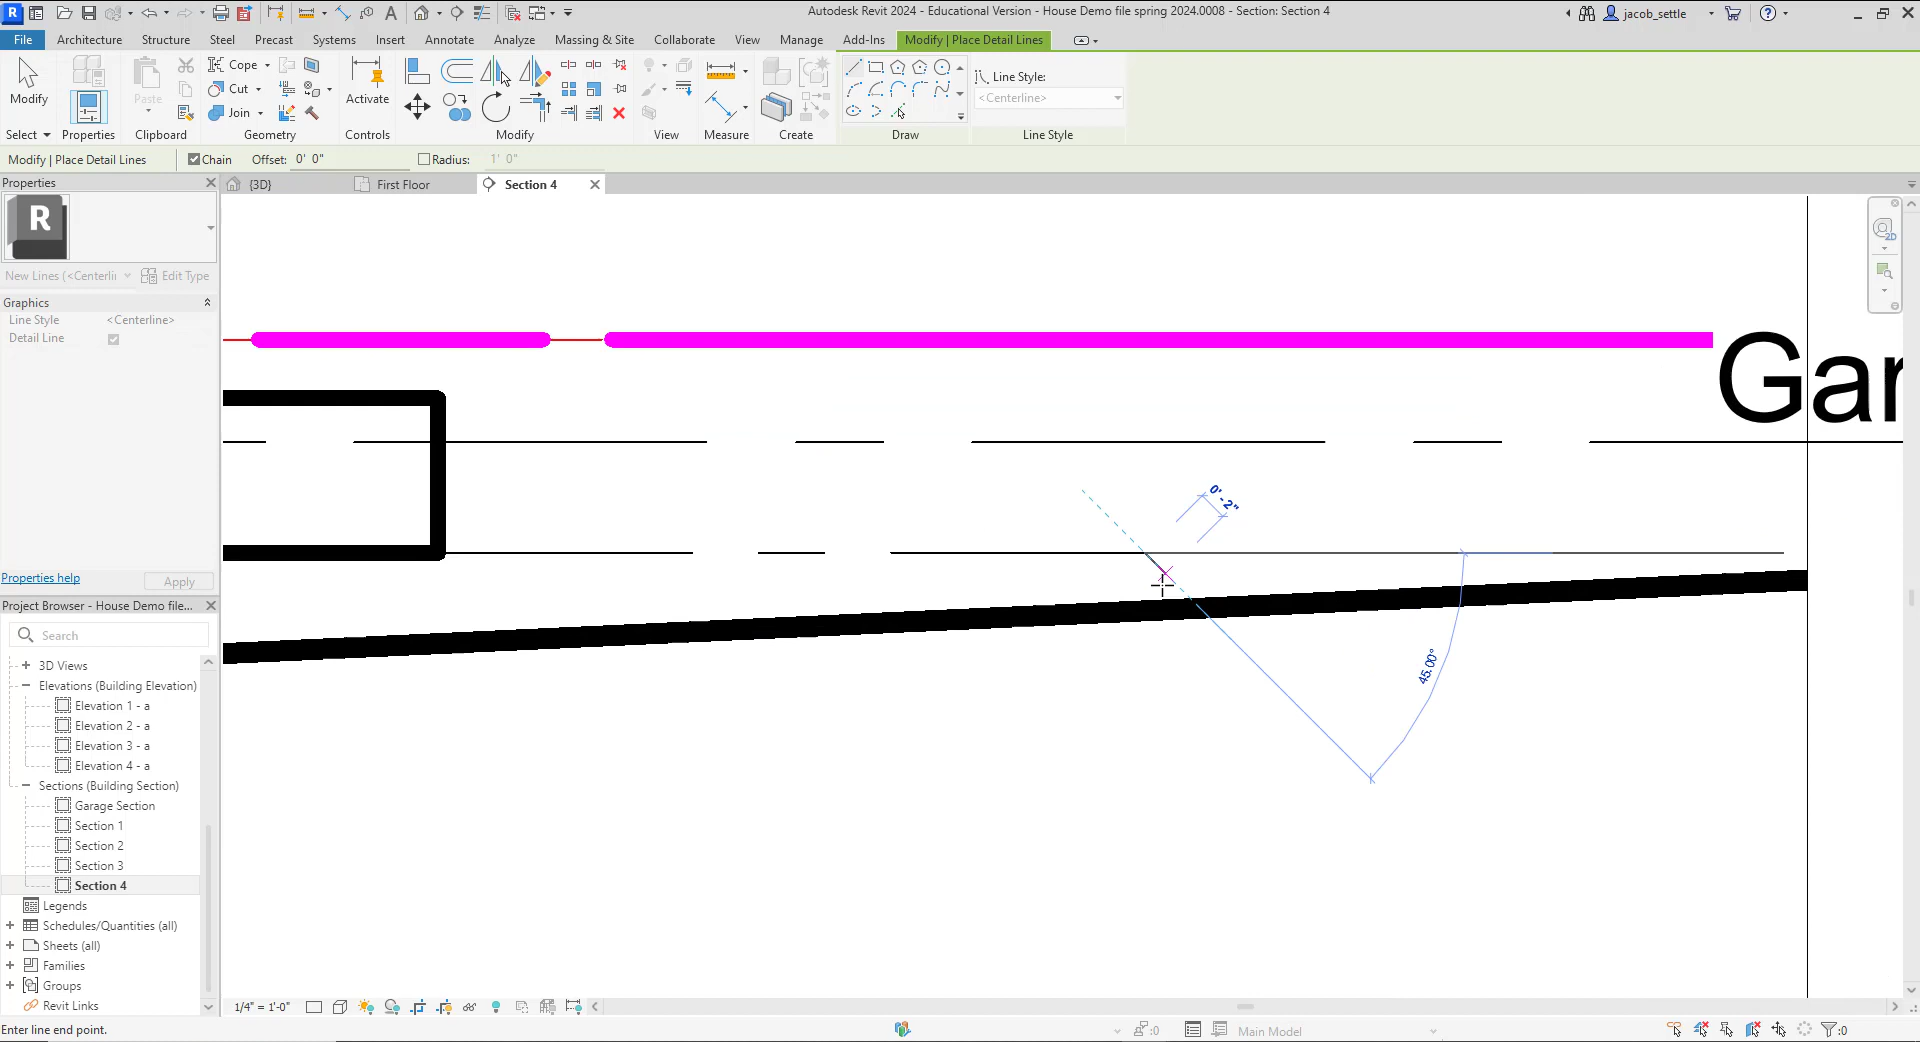 Autodesk Revit 2024 - Educational Version - House Demo file spring 2024.0008 - Section: Section 4
jacob_settle
File Architecture Structure Steel Precast Systems Insert Annotate Analyze Massing & Site Collaborate View Manage Add-Ins Modify | Place Detail Lines
Modify
Paste
Cope
Cut
Join
Activate
Line Style:
<Centerline>
Select Properties Clipboard Geometry Controls Modify View Measure Create Draw Line Style
Modify | Place Detail Lines Chain Offset: 0' 0" Radius: 1' 0"
Properties
{3D} First Floor Section 4
R
New Lines (<Centerli Edit Type
Graphics
Line Style <Centerline>
Detail Line
Properties help Apply
Project Browser - House Demo file...
Search
3D Views
Elevations (Building Elevation)
Elevation 1 - a
Elevation 2 - a
Elevation 3 - a
Elevation 4 - a
Sections (Building Section)
Garage Section
Section 1
Section 2
Section 3
Section 4
Legends
Schedules/Quantities (all)
Sheets (all)
Families
Groups
Revit Links
Gar
0' - 2"
45.00°
2D
1/4" = 1'-0"
Enter line end point.
:0
Main Model
:0